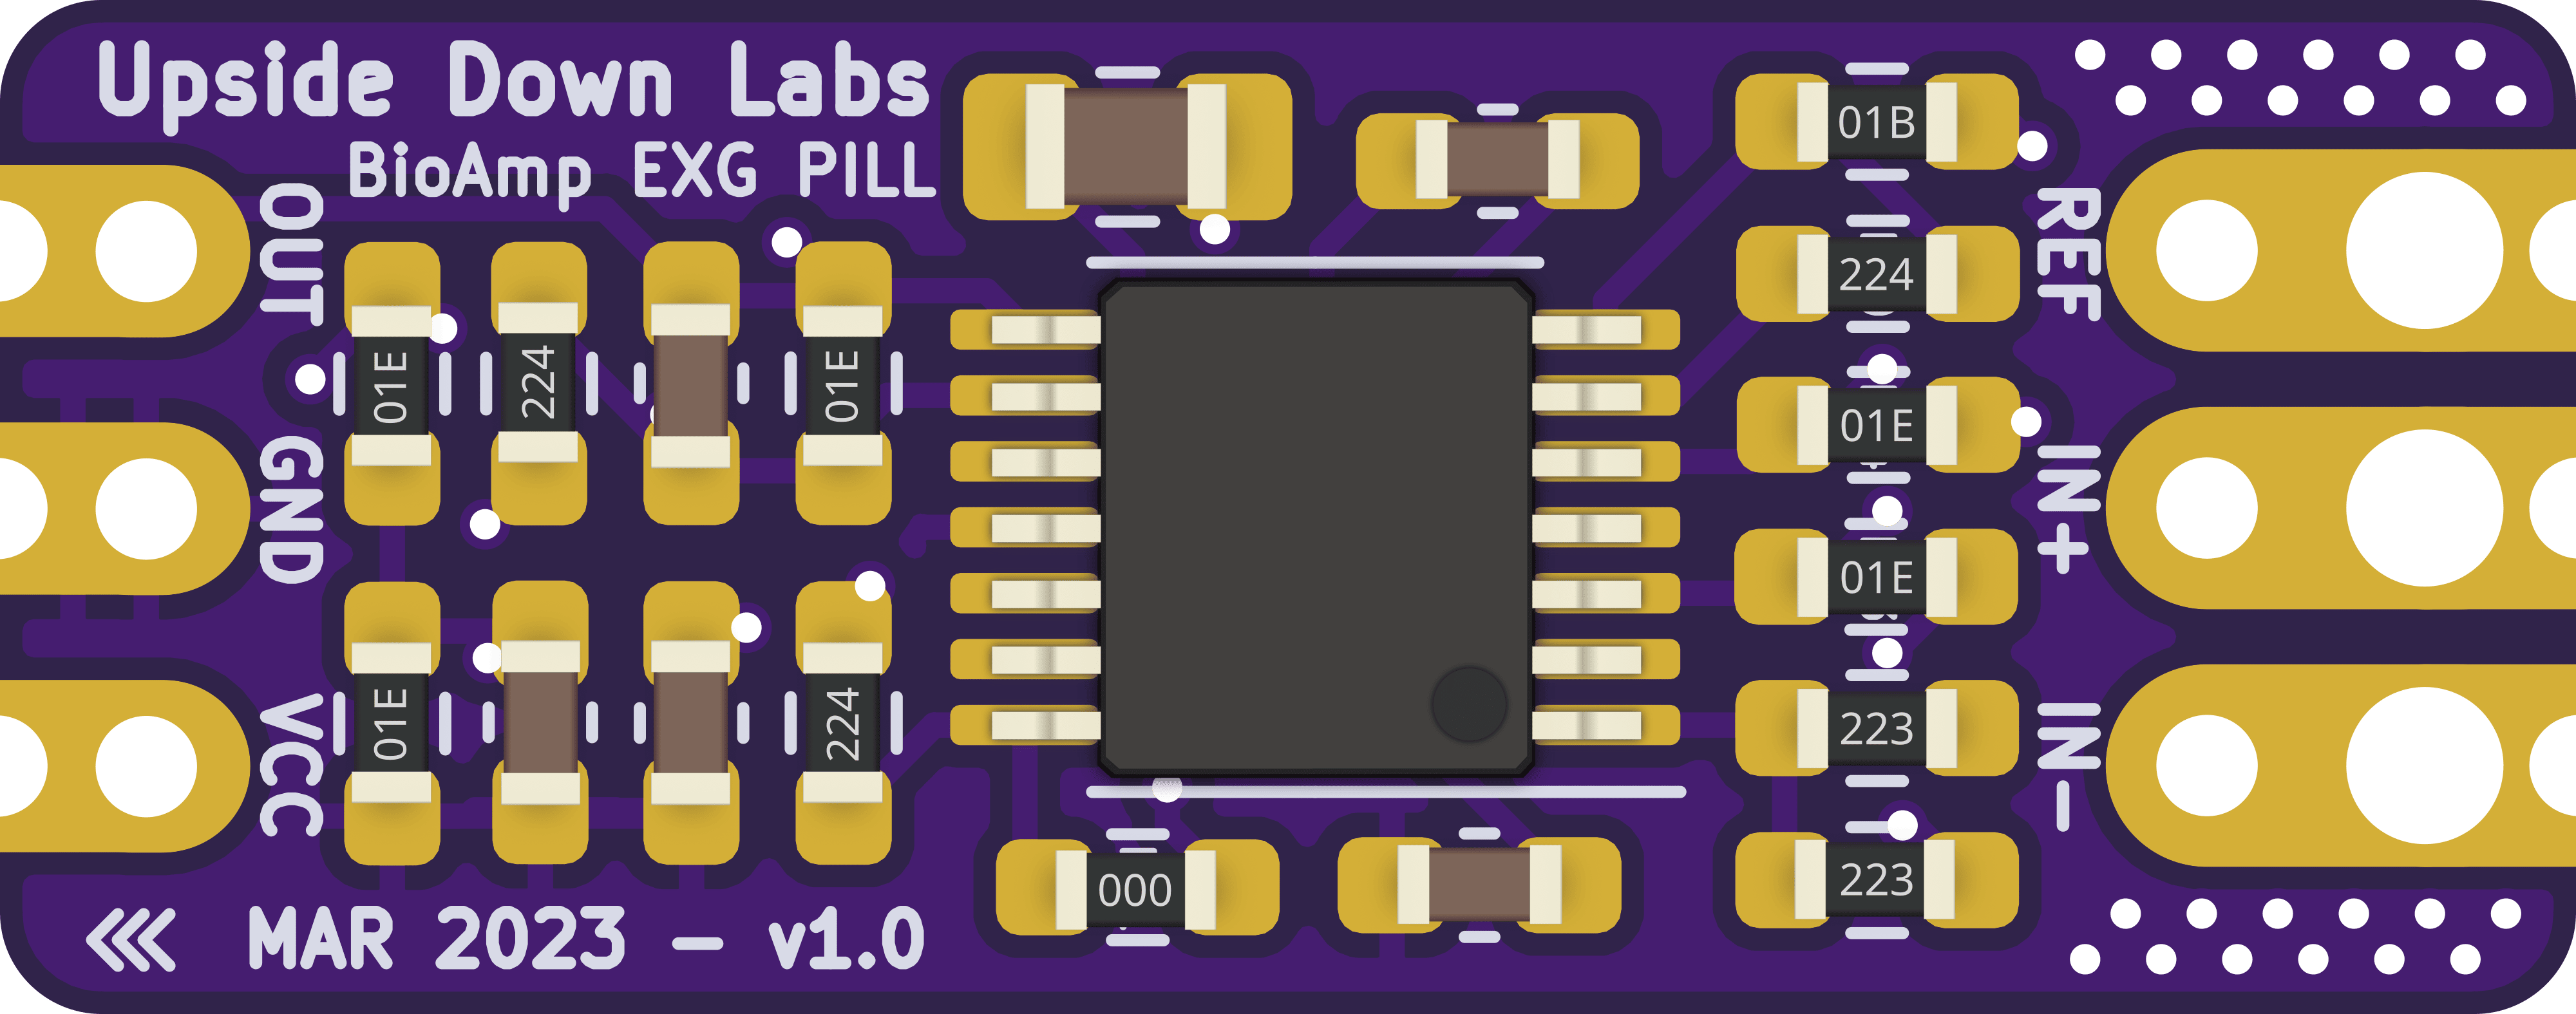 Upside Down Labs
BioAmp EXG PILL
OUT
GND
VCC
01E
224
01E
01E
224
01B
224
01E
01E
223
223
000
REF
IN+
IN-
MAR 2023 - v1.0